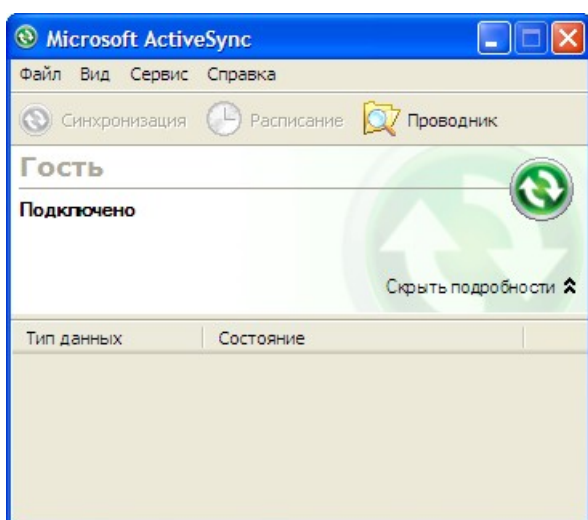 Microsoft ActiveSync
Файл Вид Сервис Справка
Синхронизация Расписание Проводник
Гость
Подключено
Скрыть подробности
Тип данных Состояние